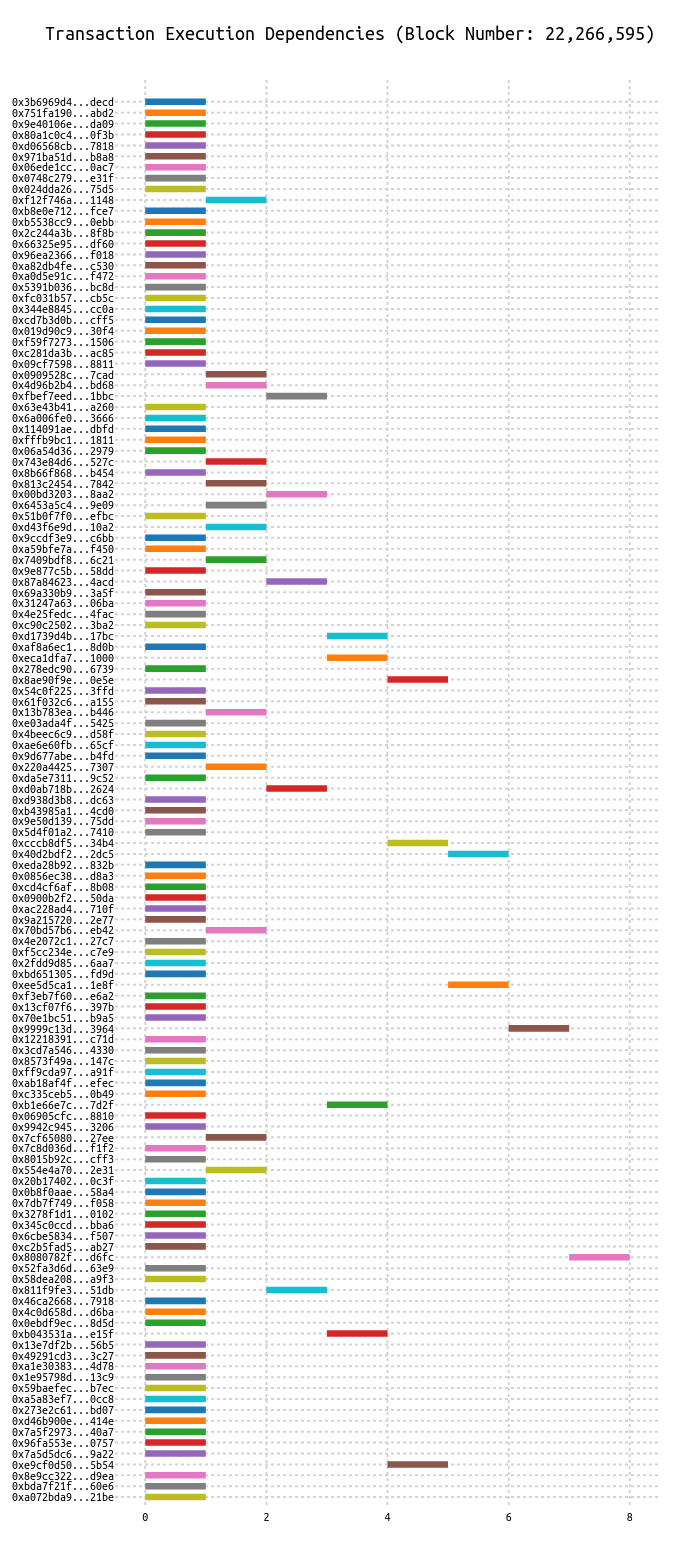 Transaction Execution Dependencies (Block Number: 22,266,595)
0x3b6969d4...decd
0x751fa190...abd2
0x9e40106e...da09
0x80a1c0c4...0f3b
0xd06568cb...7818
0x971ba51d...b8a8
0x06ede1cc...0ac7
0x0748c279...e31f
0x024dda26...75d5
0xf12f746a...1148
0xb8e0e712...fce7
0xb5538cc9...0ebb
0x2c244a3b...8f8b
0x66325e95...df60
0x96ea2366...f018
0xa82db4fe...c530
0xa0d5e91c...f472
0x5391b036...bc8d
0xfc031b57...cb5c
0x344e8845...cc0a
0xcd7b3d0b...cff5
0x019d90c9...30f4
0xf59f7273...1506
0xc281da3b...ac85
0x09cf7598...8811
0x0909528c...7cad
0x4d96b2b4...bd68
0xfbef7eed...1bbc
0x63e43b41...a260
0x6a006fe0...3666
0x114091ae...dbfd
0xfffb9bc1...1811
0x06a54d36...2979
0x743e84d6...527c
0x8b66f868...b454
0x813c2454...7842
0x00bd3203...8aa2
0x6453a5c4...9e09
0x51b0f7f0...efbc
0xd43f6e9d...10a2
0x9ccdf3e9...c6bb
0xa59bfe7a...f450
0x7409bdf8...6c21
0x9e877c5b...58dd
0x87a84623...4acd
0x69a330b9...3a5f
0x31247a63...06ba
0x4e25fedc...4fac
0xc90c2502...3ba2
0xd1739d4b...17bc
0xaf8a6ec1...8d0b
0xeca1dfa7...1000
0x278edc90...6739
0x8ae90f9e...0e5e
0x54c0f225...3ffd
0x61f032c6...a155
0x13b783ea...b446
0xe03ada4f...5425
0x4beec6c9...d58f
0xae6e60fb...65cf
0x9d677abe...b4fd
0x220a4425...7307
0xda5e7311...9c52
0xd0ab718b...2624
0xd938d3b8...dc63
0xb43985a1...4cd0
0x9e50d139...75dd
0x5d4f01a2...7410
0xcccb8df5...34b4
0x40d2bdf2...2dc5
0xeda28b92...832b
0x0856ec38...d8a3
0xcd4cf6af...8b08
0x0900b2f2...50da
0xac228ad4...710f
0x9a215720...2e77
0x70bd57b6...eb42
0x4e2072c1...27c7
0xf5cc234e...c7e9
0x2fdd9d85...6aa7
0xbd651305...fd9d
0xee5d5ca1...1e8f
0xf3eb7f60...e6a2
0x13cf07f6...397b
0x70e1bc51...b9a5
0x9999c13d...3964
0x12218391...c71d
0x3cd7a546...4330
0x8573f49a...147c
0xff9cda97...a91f
0xab18af4f...efec
0xc335ceb5...0b49
0xb1e66e7c...7d2f
0x06905cfc...8810
0x9942c945...3206
0x7cf65080...27ee
0x7c8d036d...f1f2
0x8015b92c...cff3
0x554e4a70...2e31
0x20b17402...0c3f
0x0b8f0aae...58a4
0x7db7f749...f058
0x3278f1d1...0102
0x345c0ccd...bba6
0x6cbe5834...f507
0xc2b5fad5...ab27
0x8080782f...d6fc
0x52fa3d6d...63e9
0x58dea208...a9f3
0x811f9fe3...51db
0x46ca2668...7918
0x4c0d658d...d6ba
0x0ebdf9ec...8d5d
0xb043531a...e15f
0x13e7df2b...56b5
0x49291cd3...3c27
0xa1e30383...4d78
0x1e95798d...13c9
0x59baefec...b7ec
0xa5a83ef7...0cc8
0x273e2c61...bd07
0xd46b900e...414e
0x7a5f2973...40a7
0x96fa553e...0757
0x7a5d5dc6...9a22
0xe9cf0d50...5b54
0x8e9cc322...d9ea
0xbda7f21f...60e6
0xa072bda9...21be
0 2 4 6 8